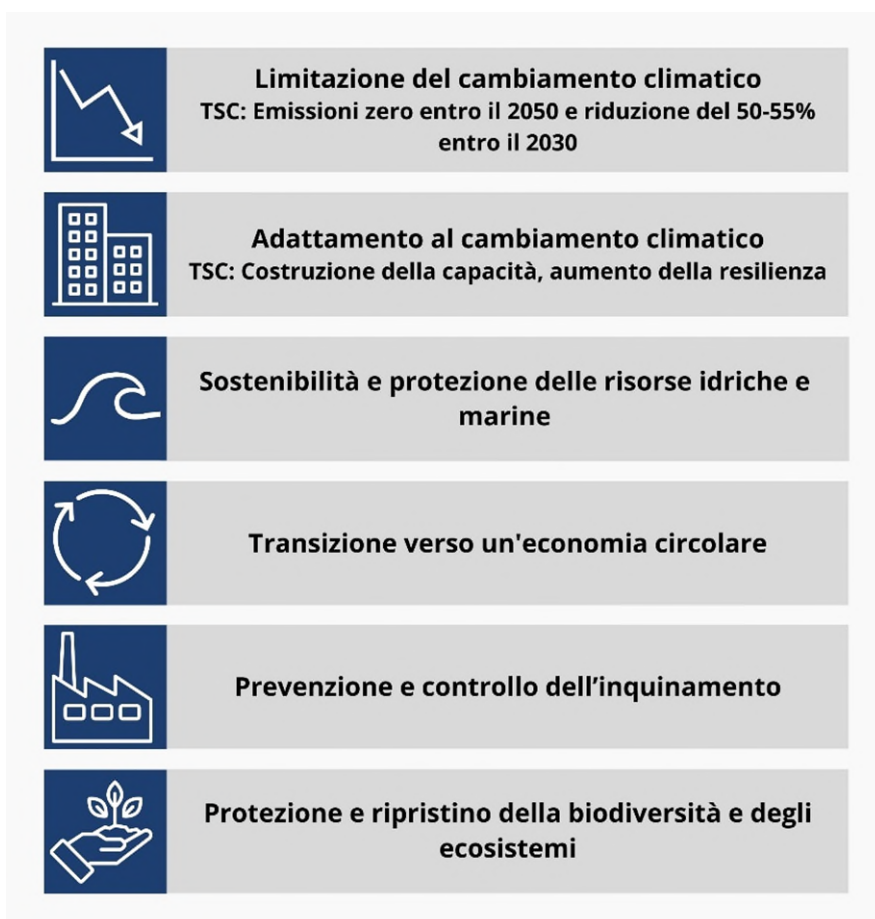 Limitazione del cambiamento climatico
TSC: Emissioni zero entro il 2050 e riduzione del 50-55%
entro il 2030
Adattamento al cambiamento climatico
TSC: Costruzione della capacità, aumento della resilienza
Sostenibilità e protezione delle risorse idriche e
marine
Transizione verso un'economia circolare
Prevenzione e controllo dell’inquinamento
Protezione e ripristino della biodiversità e degli
ecosistemi